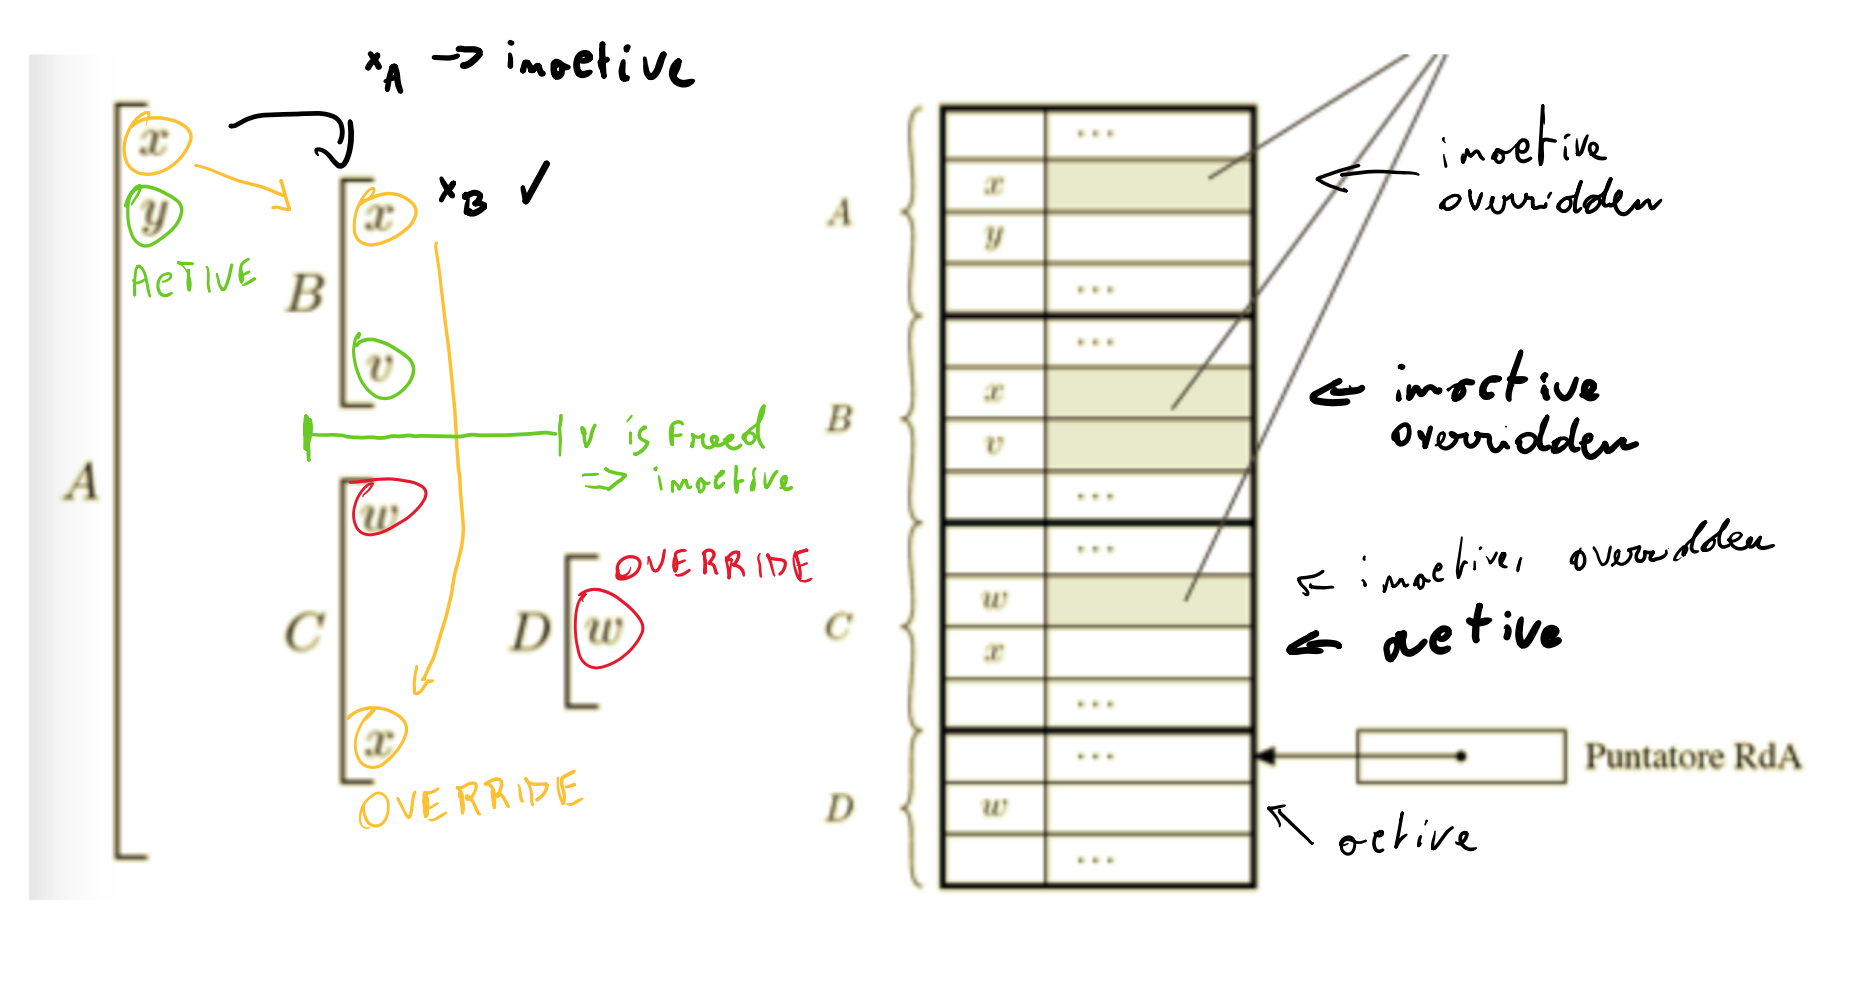 x_A → inactive
x
y
ACTIVE
x
x_B ✓
B
v
v is freed
⇒ inactive
A
w
C
x
OVERRIDE
OVERRIDE
D
w
A
...
x
y
...
inactive
overridden
B
...
x
v
...
← inactive
overridden
C
...
w
x
...
← inactive, overridden
← active
D
...
w
...
Puntatore RdA
active